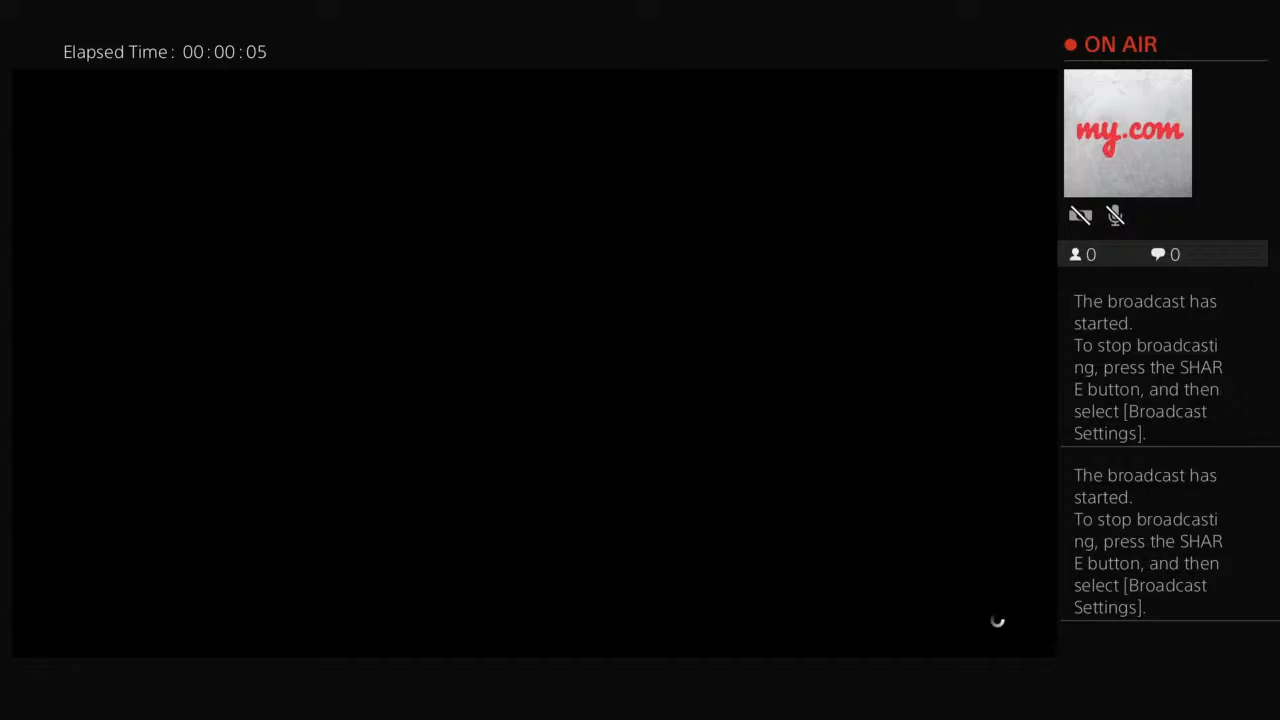 Elapsed Time: 00:00:05
ON AIR
my.com
0 0
The broadcast has
started.
To stop broadcasti
ng, press the SHAR
E button, and then
select [Broadcast
Settings].
The broadcast has
started.
To stop broadcasti
ng, press the SHAR
E button, and then
select [Broadcast
Settings].